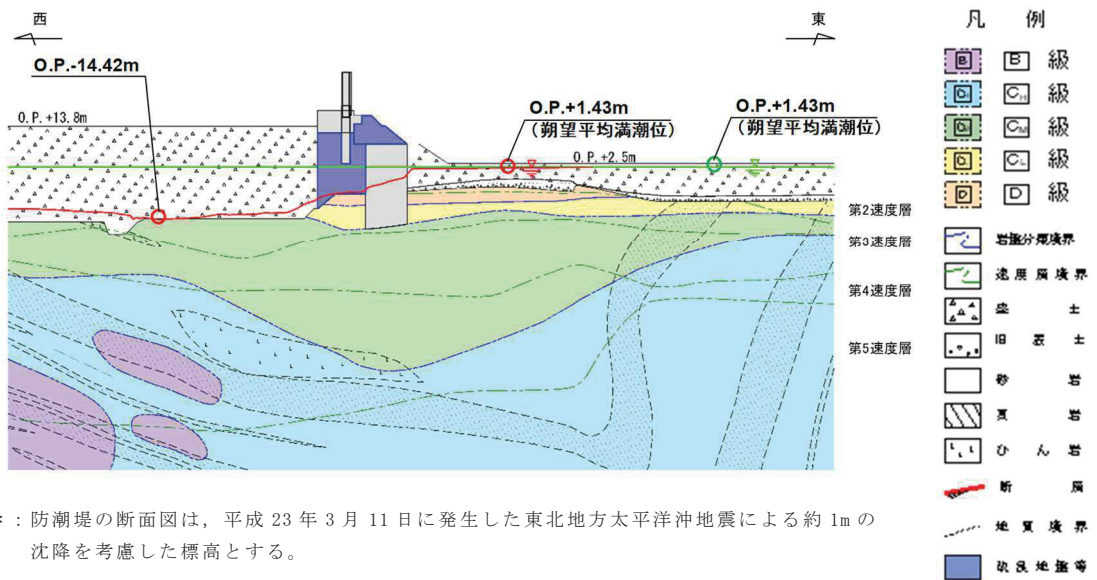 西
東
O.P.-14.42m
O.P.+13.8m
O.P.+1.43m
(朔望平均満潮位)
O.P.+1.43m
(朔望平均満潮位)
O.P.+2.5m
第2速度層
第3速度層
第4速度層
第5速度層
凡 例
B B 級
CH 級
CM 級
CL 級
D D 級
岩盤分類境界
速度層境界
盛土
旧表土
砂岩
頁岩
ひん岩
断層
地質境界
改良地盤等
:防潮堤の断面図は,平成 23 年 3 月 11 日に発生した東北地方太平洋沖地震による約 1m の
沈降を考慮した標高とする。